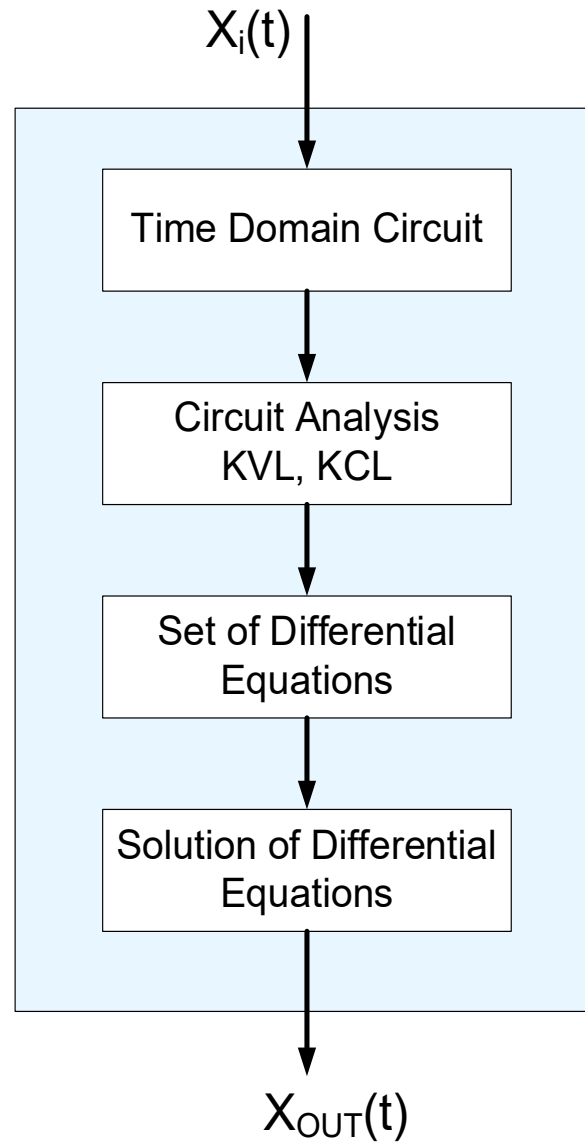 Xi(t)
Time Domain Circuit
Circuit Analysis
KVL, KCL
Set of Differential
Equations
Solution of Differential
Equations
XOUT(t)